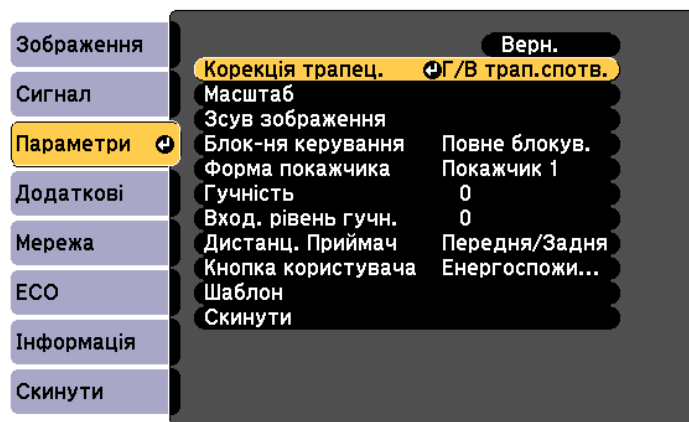 Зображення
Сигнал
Параметри
Додаткові
Мережа
ECO
Інформація
Скинути
Верн.
Корекція трапец. Г/В трап.спотв.
Масштаб
Зсув зображення
Блок-ня керування Повне блокув.
Форма покажчика Покажчик 1
Гучність 0
Вход. рівень гучн. 0
Дистанц. Приймач Передня/Задня
Кнопка користувача Енергоспожи...
Шаблон
Скинути